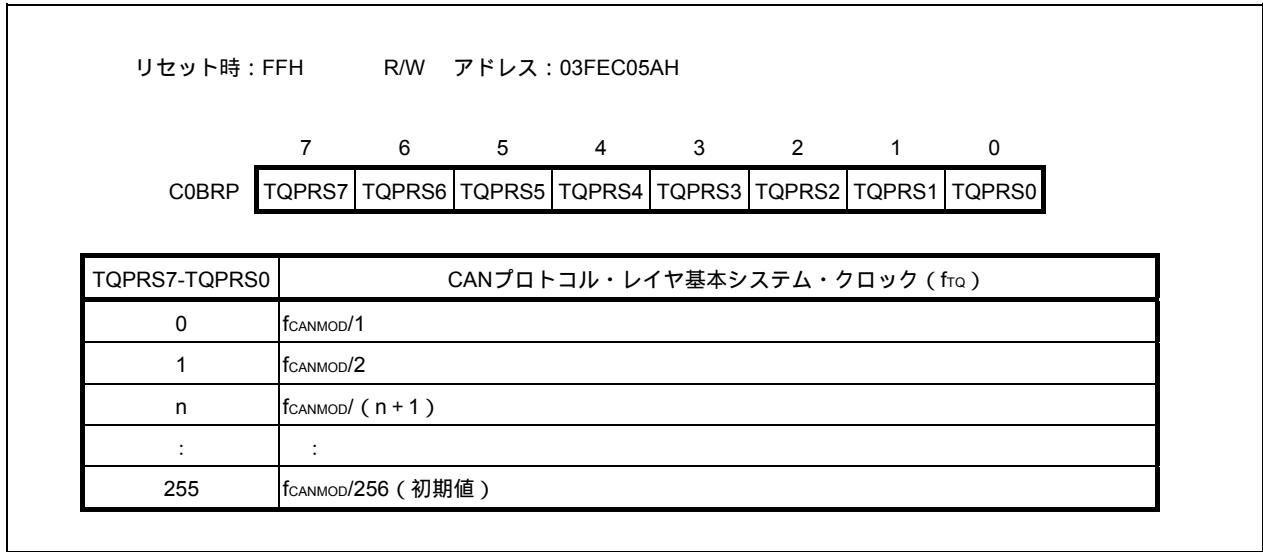 リセット時：FFH R/W アドレス：03FEC05AH
7 6 5 4 3 2 1 0
C0BRP TQPRS7 TQPRS6 TQPRS5 TQPRS4 TQPRS3 TQPRS2 TQPRS1 TQPRS0
TQPRS7-TQPRS0 CANプロトコル・レイヤ基本システム・クロック（fTQ）
0 fCANMOD/1
1 fCANMOD/2
n fCANMOD/（n＋1）
： ：
255 fCANMOD/256（初期値）